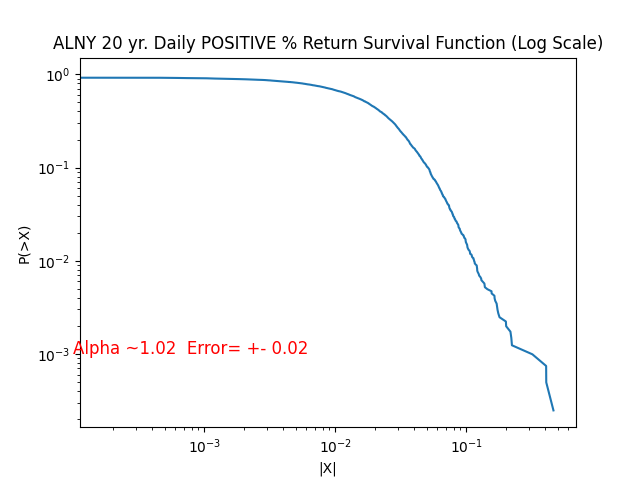 ALNY 20 yr. Daily POSITIVE % Return Survival Function (Log Scale)
10⁰
10⁻¹
10⁻²
10⁻³
P(>X)
Alpha ~1.02  Error= +- 0.02
10⁻³ 10⁻² 10⁻¹
|X|